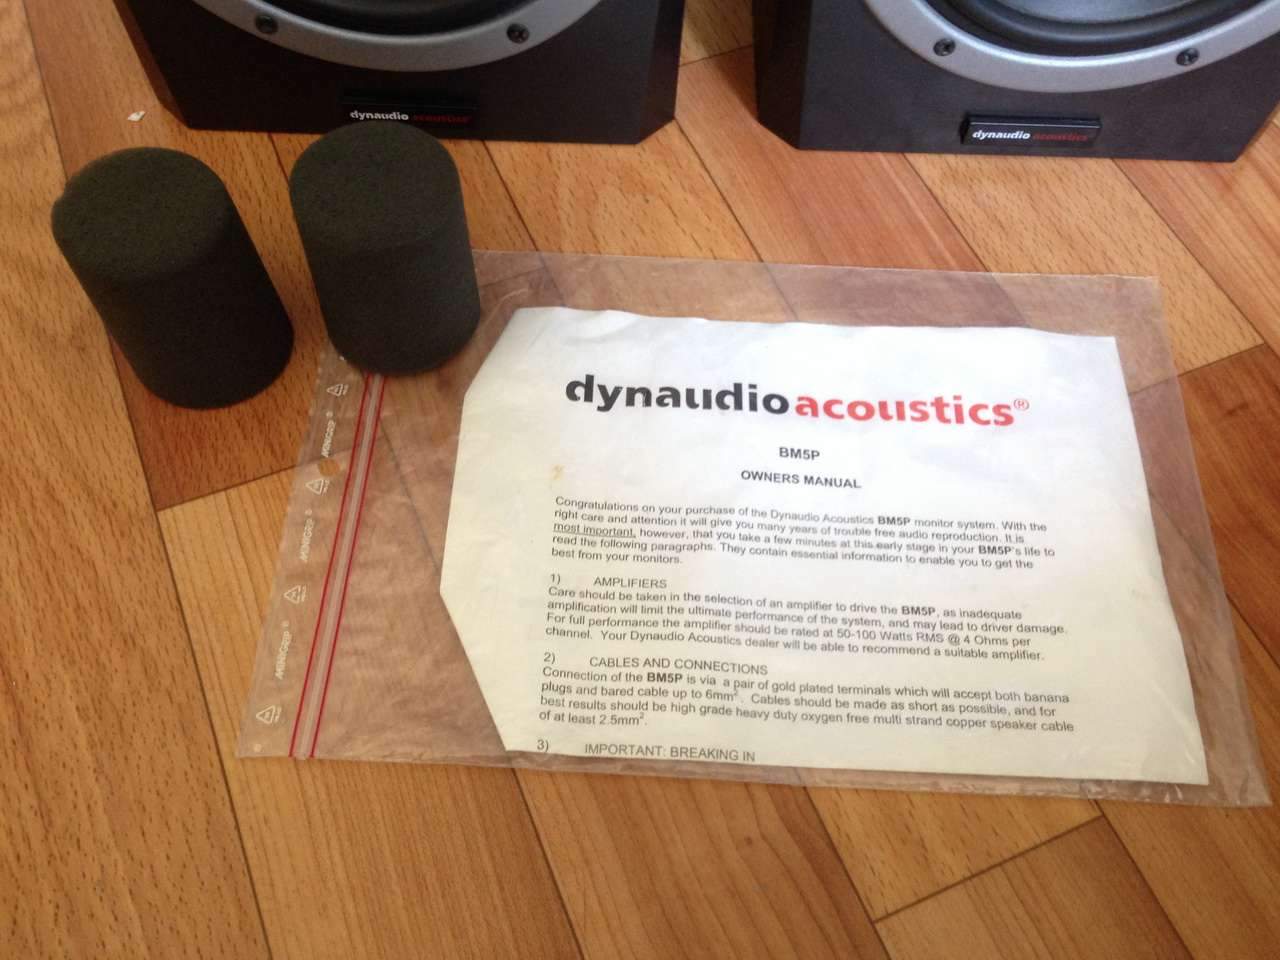 dynaudio acoustics
dynaudio acoustics
dynaudio acoustics®
BM5P
OWNERS MANUAL
Congratulations on your purchase of the Dynaudio Acoustics BM5P monitor system. With the
right care and attention it will give you many years of trouble free audio reproduction. It is
most important, however, that you take a few minutes at this early stage in your BM5P's life to
read the following paragraphs. They contain essential information to enable you to get the
best from your monitors.
1) AMPLIFIERS
Care should be taken in the selection of an amplifier to drive the BM5P, as inadequate
amplification will limit the ultimate performance of the system, and may lead to driver damage.
For full performance the amplifier should be rated at 50-100 Watts RMS @ 4 Ohms per
channel. Your Dynaudio Acoustics dealer will be able to recommend a suitable amplifier.
2) CABLES AND CONNECTIONS
Connection of the BM5P is via a pair of gold plated terminals which will accept both banana
plugs and bared cable up to 6mm². Cables should be made as short as possible, and for
best results should be high grade heavy duty oxygen free multi strand copper speaker cable
of at least 2.5mm².
3) IMPORTANT: BREAKING IN
MINIGRIP ®
MINIGRIP ®
MINIGRIP ®